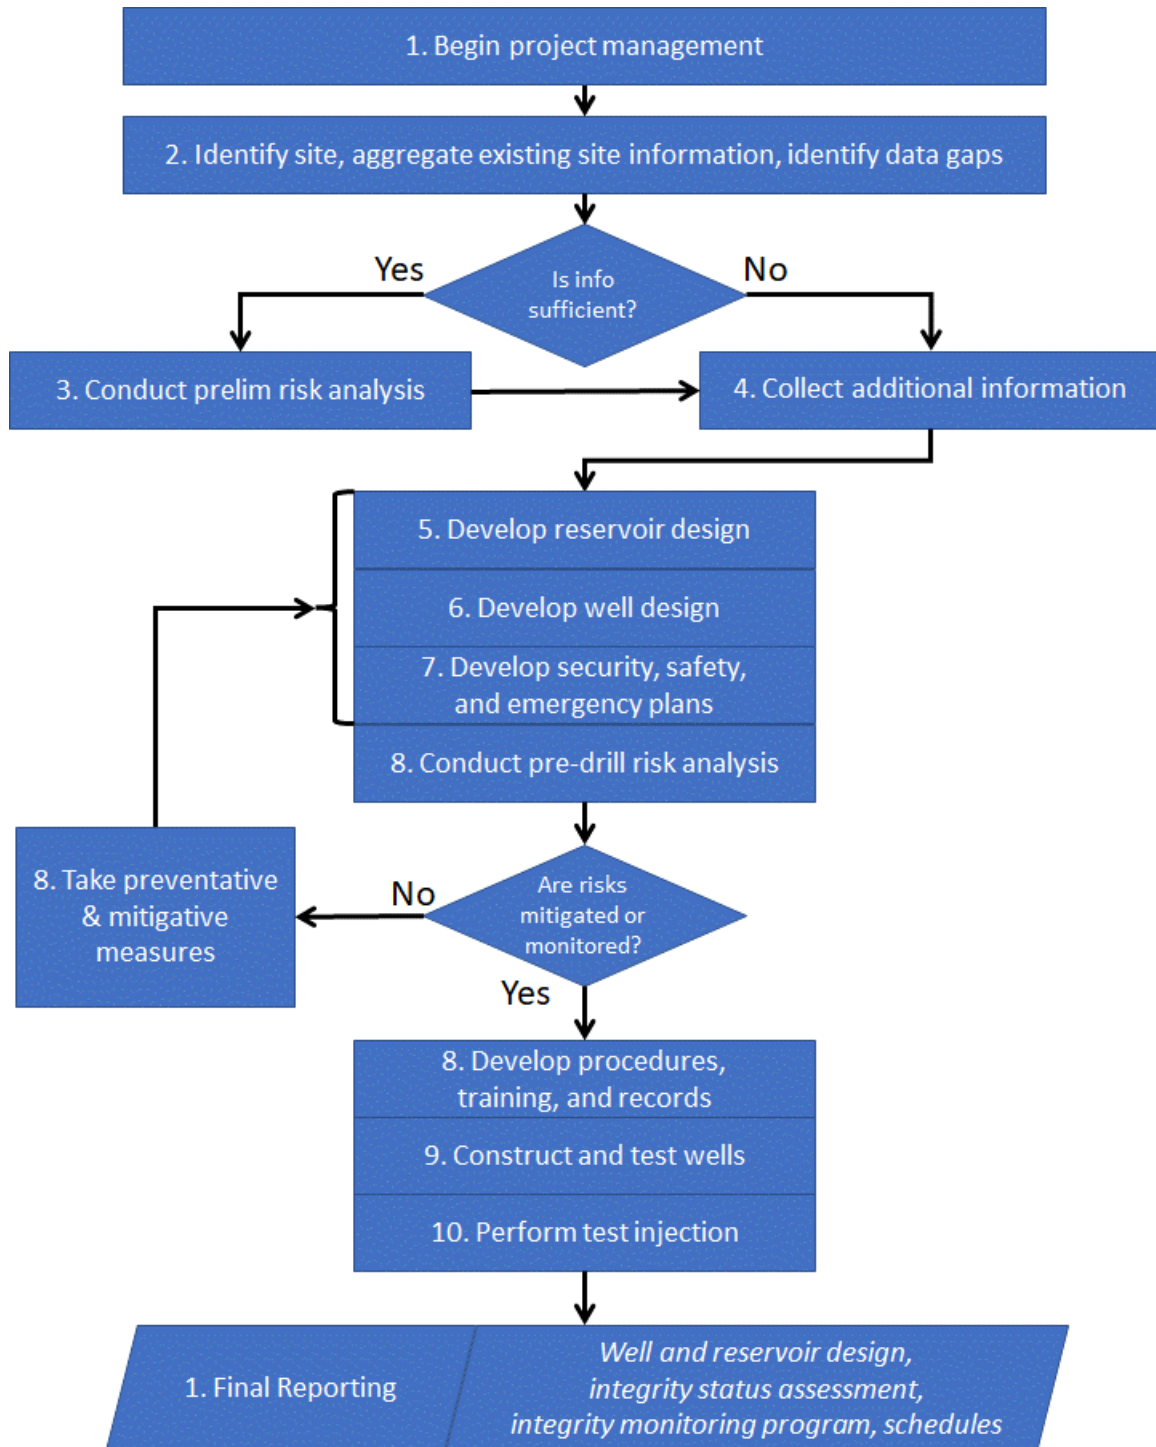 1. Begin project management
2. Identify site, aggregate existing site information, identify data gaps
Is info
sufficient?
Yes
No
3. Conduct prelim risk analysis
4. Collect additional information
5. Develop reservoir design
6. Develop well design
7. Develop security, safety,
and emergency plans
8. Conduct pre-drill risk analysis
Are risks
mitigated or
monitored?
No
8. Take preventative
& mitigative
measures
Yes
8. Develop procedures,
training, and records
9. Construct and test wells
10. Perform test injection
1. Final Reporting
Well and reservoir design,
integrity status assessment,
integrity monitoring program, schedules